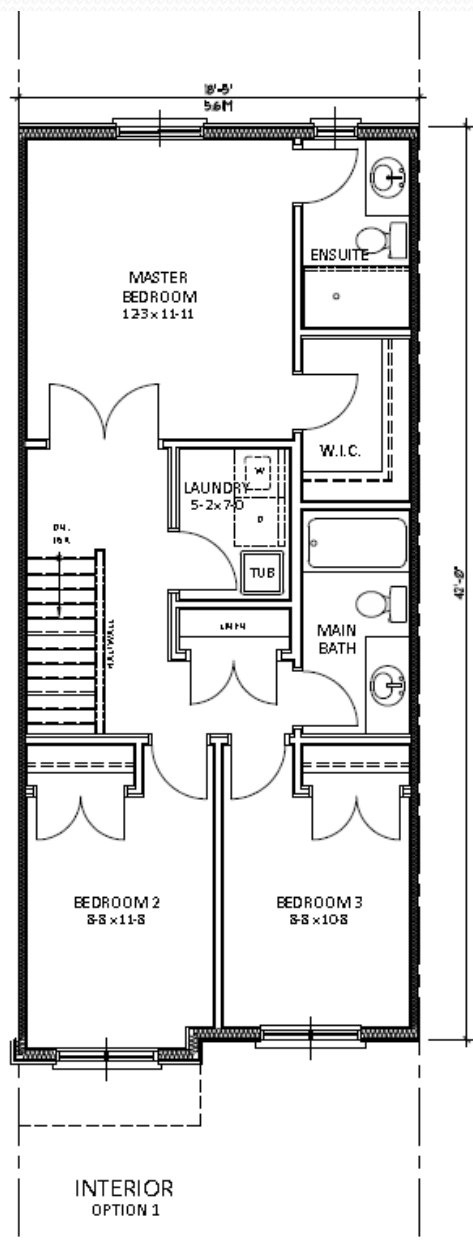 18'-5"
5.6M
ENSUITE
MASTER
BEDROOM
12-3 x 11-11
W.I.C.
W
LAUNDRY
5-2 x 7-0
D
TUB
42'-0"
LINEN
MAIN
BATH
BEDROOM 2
8-8 x 11-8
BEDROOM 3
8-8 x 10-8
INTERIOR
OPTION 1